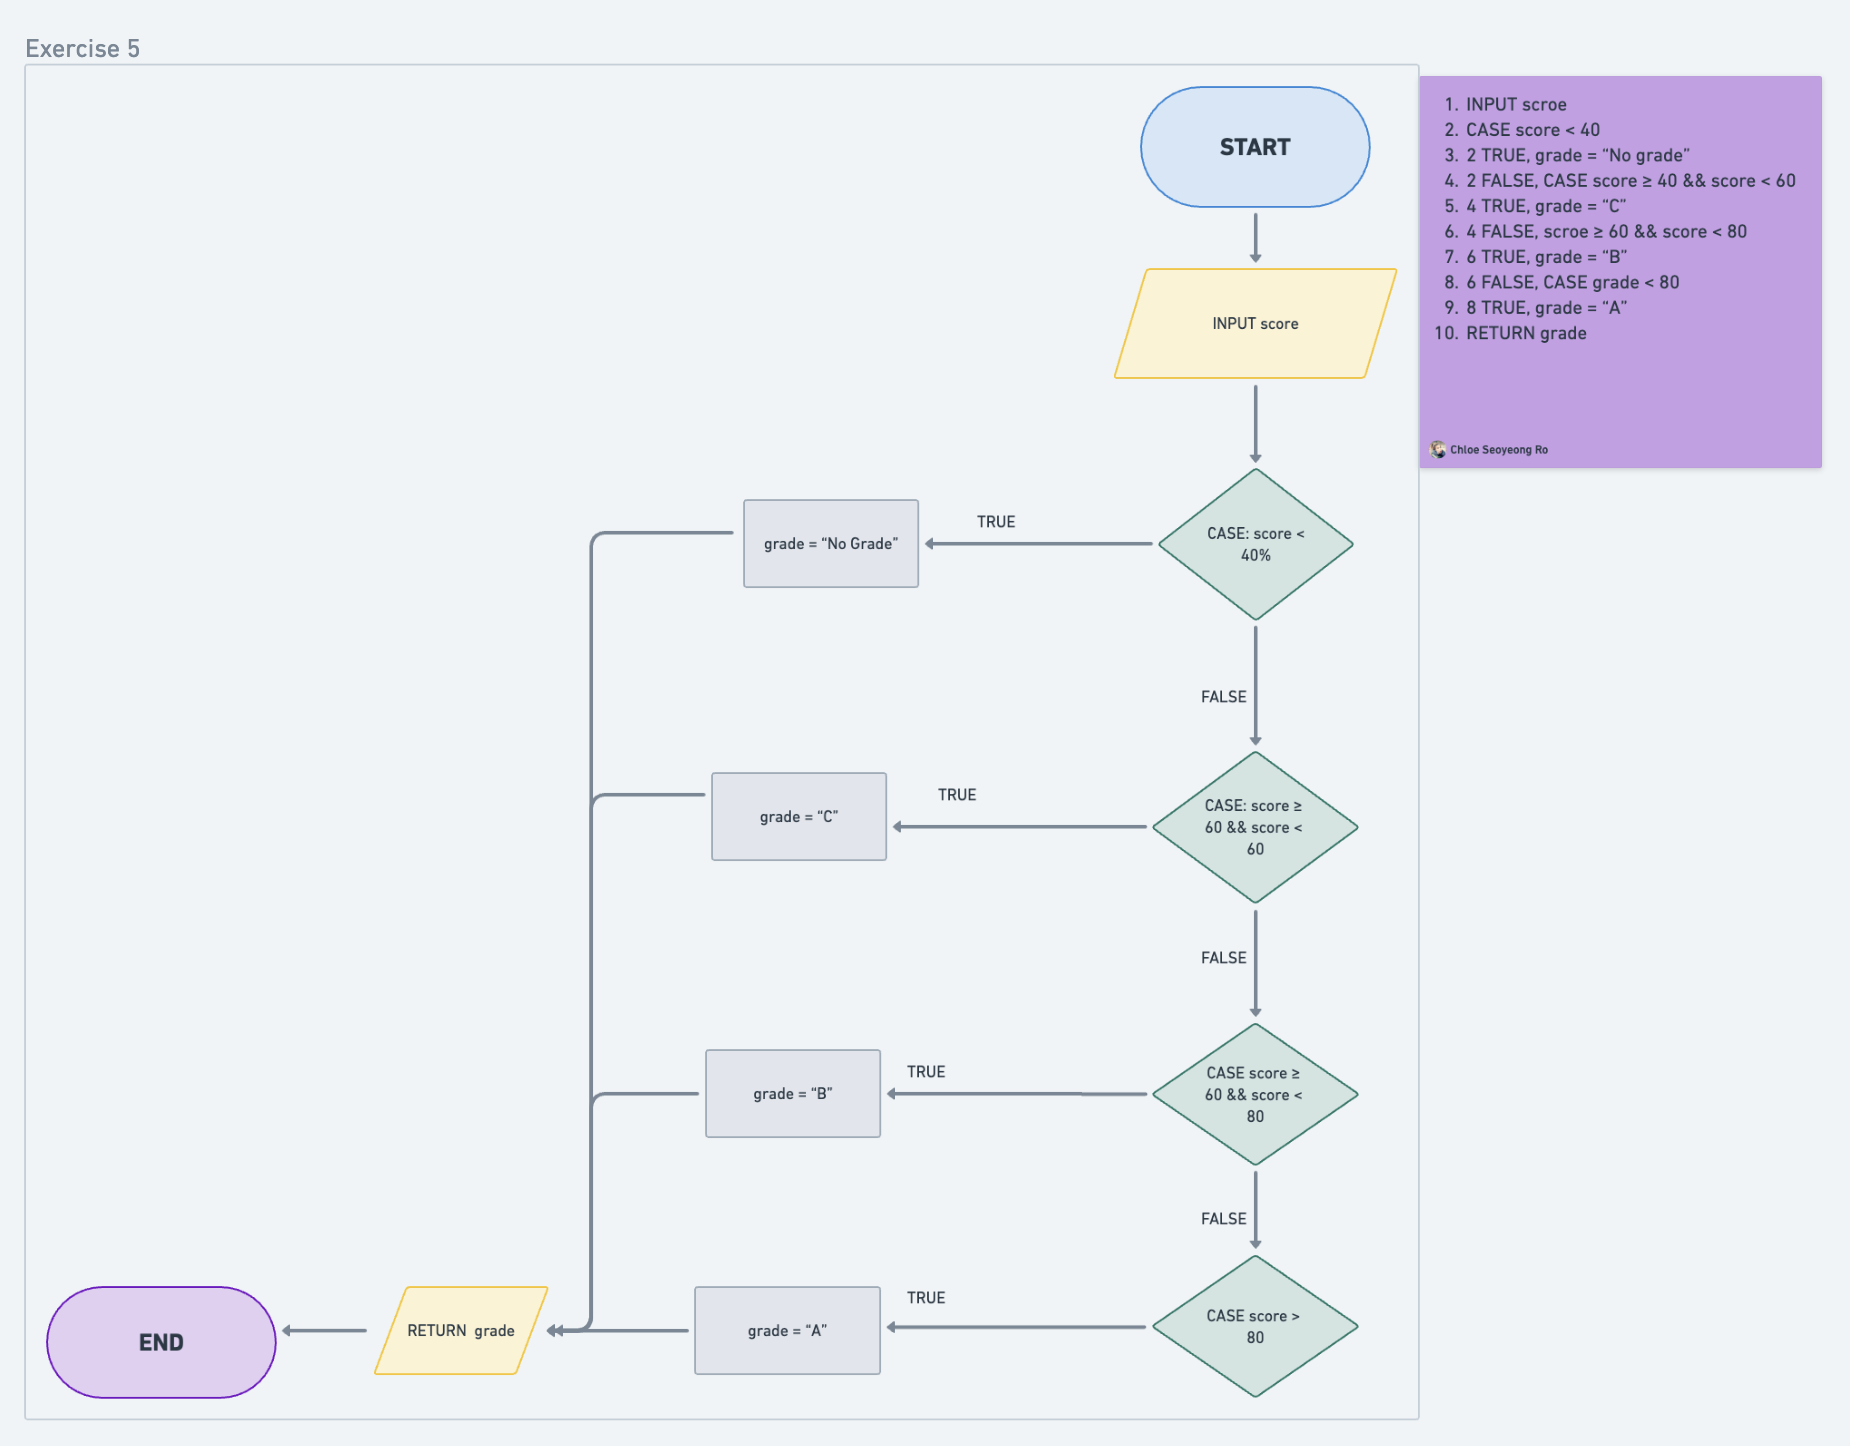 Exercise 5
START
1. INPUT scroe
2. CASE score < 40
3. 2 TRUE, grade = “No grade”
4. 2 FALSE, CASE score ≥ 40 && score < 60
5. 4 TRUE, grade = “C”
6. 4 FALSE, scroe ≥ 60 && score < 80
7. 6 TRUE, grade = “B”
8. 6 FALSE, CASE grade < 80
9. 8 TRUE, grade = “A”
10. RETURN grade
Chloe Seoyeong Ro
INPUT score
CASE: score <
40%
TRUE
grade = “No Grade”
FALSE
CASE: score ≥
60 && score <
60
TRUE
grade = “C”
FALSE
CASE score ≥
60 && score <
80
TRUE
grade = “B”
FALSE
CASE score >
80
TRUE
grade = “A”
RETURN grade
END